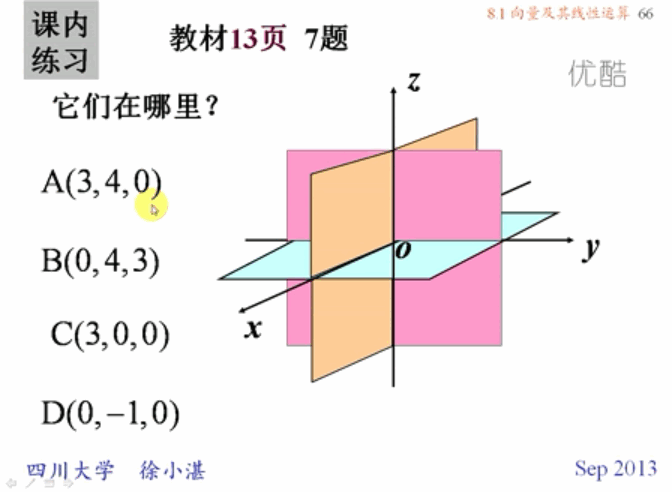 8.1 向量及其线性运算 66
课内
练习
教材13页 7题
优酷
它们在哪里？
A(3,4,0)
B(0,4,3)
C(3,0,0)
D(0,−1,0)
z
o
y
x
四川大学 徐小湛
Sep 2013